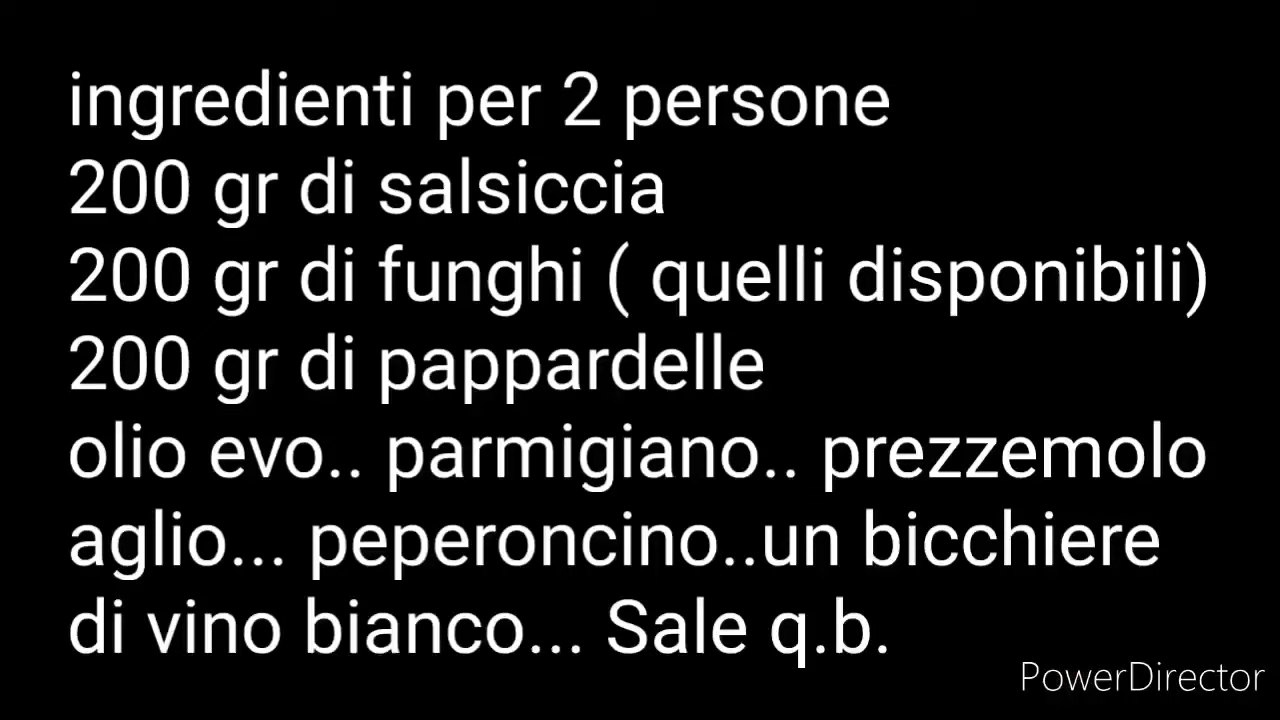 ingredienti per 2 persone
200 gr di salsiccia
200 gr di funghi ( quelli disponibili)
200 gr di pappardelle
olio evo.. parmigiano.. prezzemolo
aglio... peperoncino..un bicchiere
di vino bianco... Sale q.b.
PowerDirector